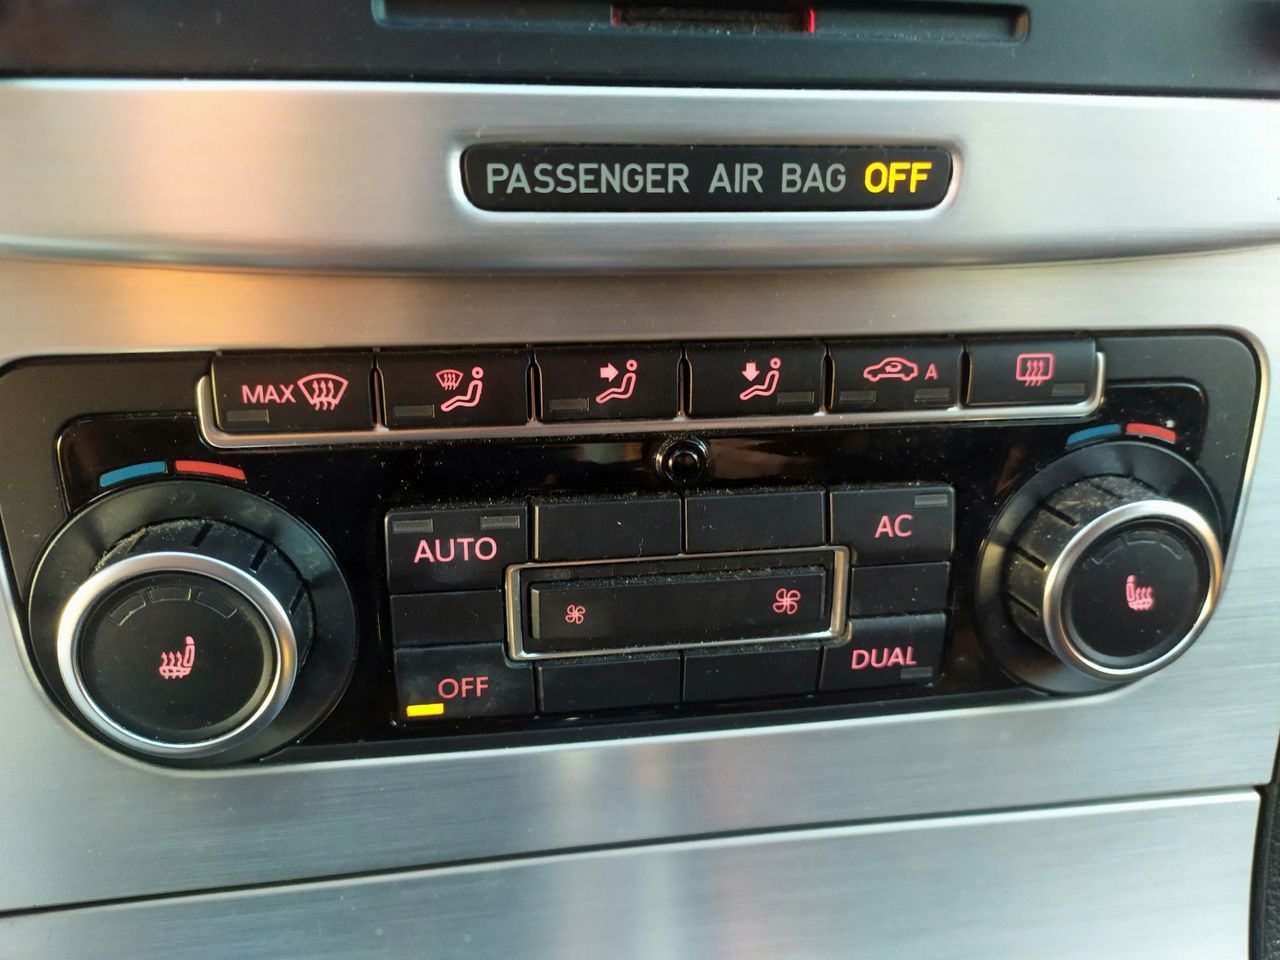 PASSENGER AIR BAG OFF
MAX
A
AUTO
AC
OFF
DUAL